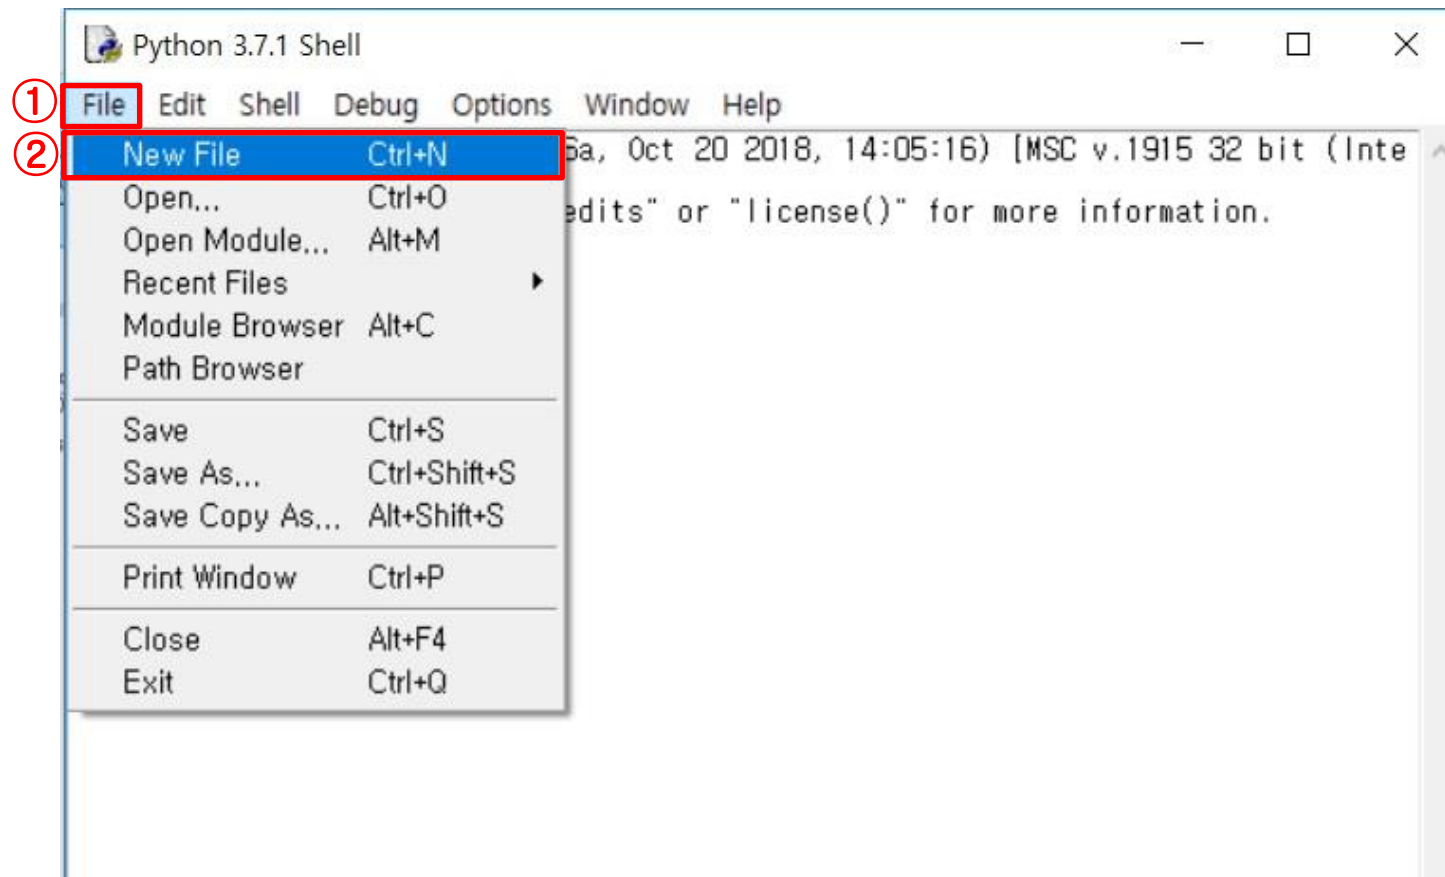 Python 3.7.1 Shell
① File Edit Shell Debug Options Window Help
② New File Ctrl+N
6a, Oct 20 2018, 14:05:16) [MSC v.1915 32 bit (Inte
Open... Ctrl+O
edits" or "license()" for more information.
Open Module... Alt+M
Recent Files
Module Browser Alt+C
Path Browser
Save Ctrl+S
Save As... Ctrl+Shift+S
Save Copy As... Alt+Shift+S
Print Window Ctrl+P
Close Alt+F4
Exit Ctrl+Q